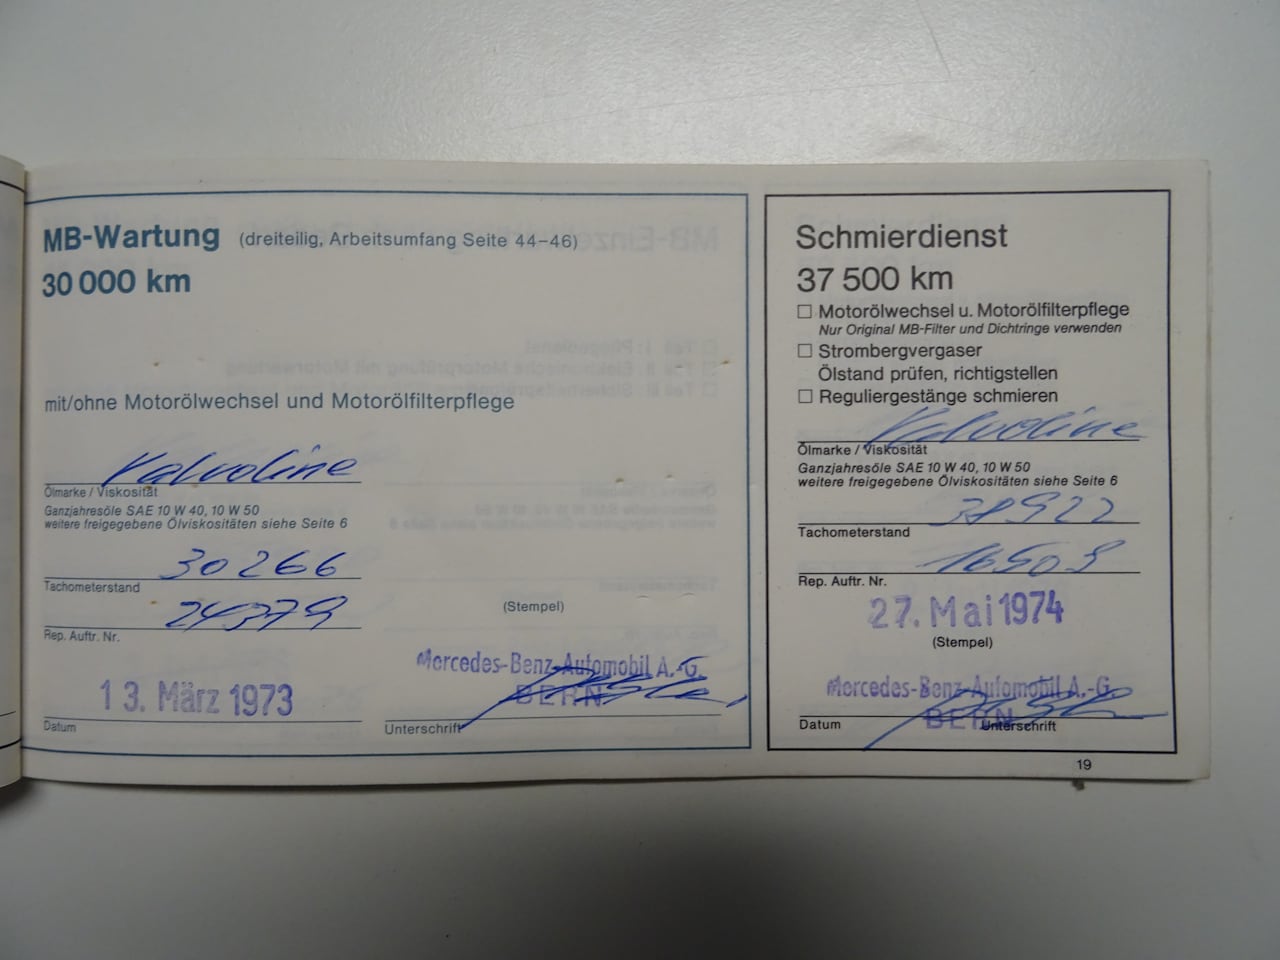 MB-Wartung (dreiteilig, Arbeitsumfang Seite 44–46)
30 000 km
mit/ohne Motorölwechsel und Motorölfilterpflege
Valvoline
Ölmarke / Viskosität
Ganzjahresöle SAE 10 W 40, 10 W 50
weitere freigegebene Ölviskositäten siehe Seite 6
30266
Tachometerstand
24379
Rep. Auftr. Nr.
(Stempel)
Mercedes-Benz-Automobil A.-G.
BERN
13. März 1973
Datum
Unterschrift
Schmierdienst
37 500 km
☐ Motorölwechsel u. Motorölfilterpflege
Nur Original MB-Filter und Dichtringe verwenden
☐ Strombergvergaser
Ölstand prüfen, richtigstellen
☐ Reguliergestänge schmieren
Valvoline
Ölmarke / Viskosität
Ganzjahresöle SAE 10 W 40, 10 W 50
weitere freigegebene Ölviskositäten siehe Seite 6
38922
Tachometerstand
16509
Rep. Auftr. Nr.
27. Mai 1974
(Stempel)
Mercedes-Benz-Automobil A.-G.
BERN
Datum
Unterschrift
19